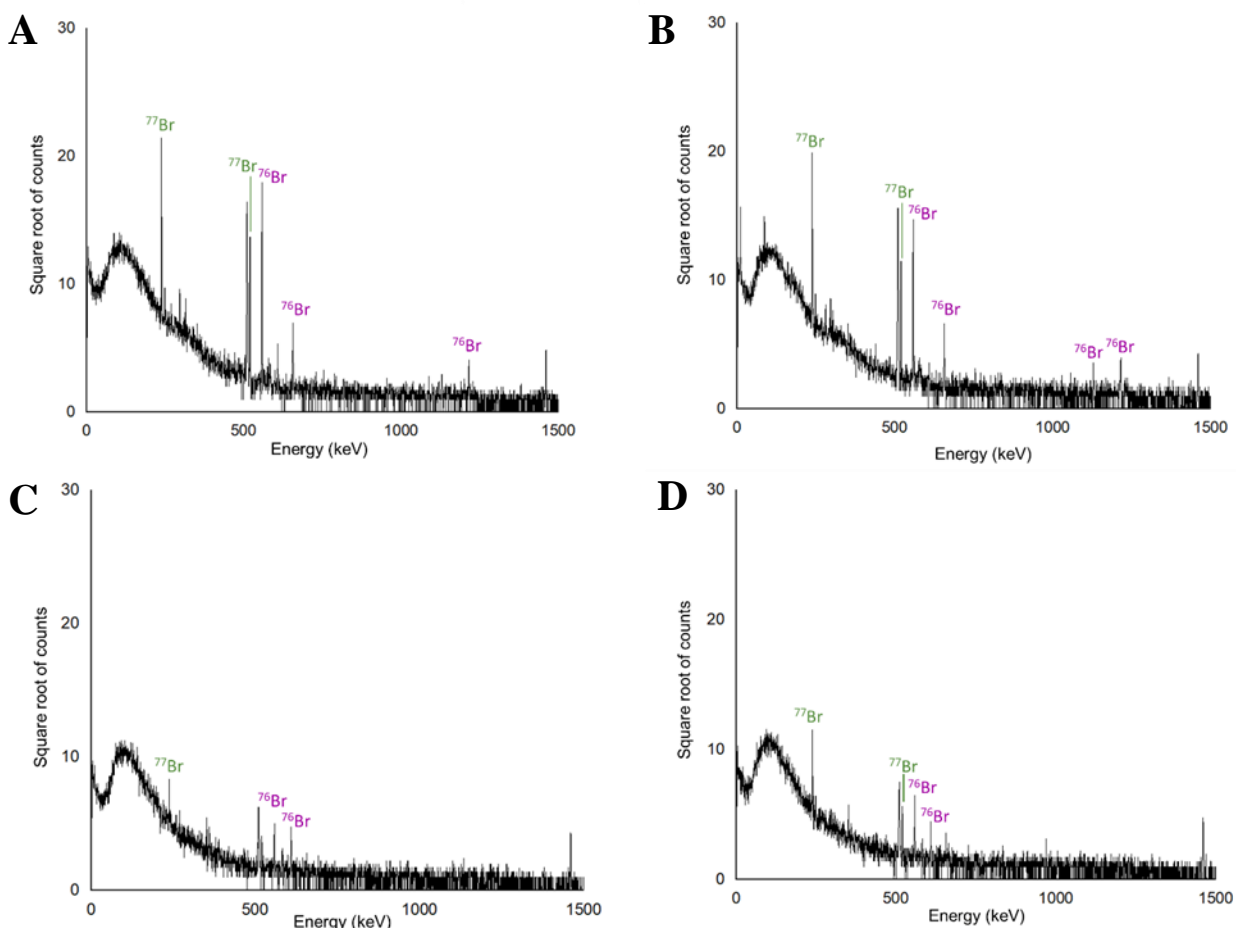 A
30
20
10
0
Square root of counts
⁷⁷Br
⁷⁷Br
⁷⁶Br
⁷⁶Br
⁷⁶Br
0
500
1000
1500
Energy (keV)
B
30
20
10
0
Square root of counts
⁷⁷Br
⁷⁷Br
⁷⁶Br
⁷⁶Br
⁷⁶Br
⁷⁶Br
0
500
1000
1500
Energy (keV)
C
30
20
10
0
Square root of counts
⁷⁷Br
⁷⁶Br
⁷⁶Br
0
500
1000
1500
Energy (keV)
D
30
20
10
0
Square root of counts
⁷⁷Br
⁷⁷Br
⁷⁶Br
⁷⁶Br
0
500
1000
1500
Energy (keV)